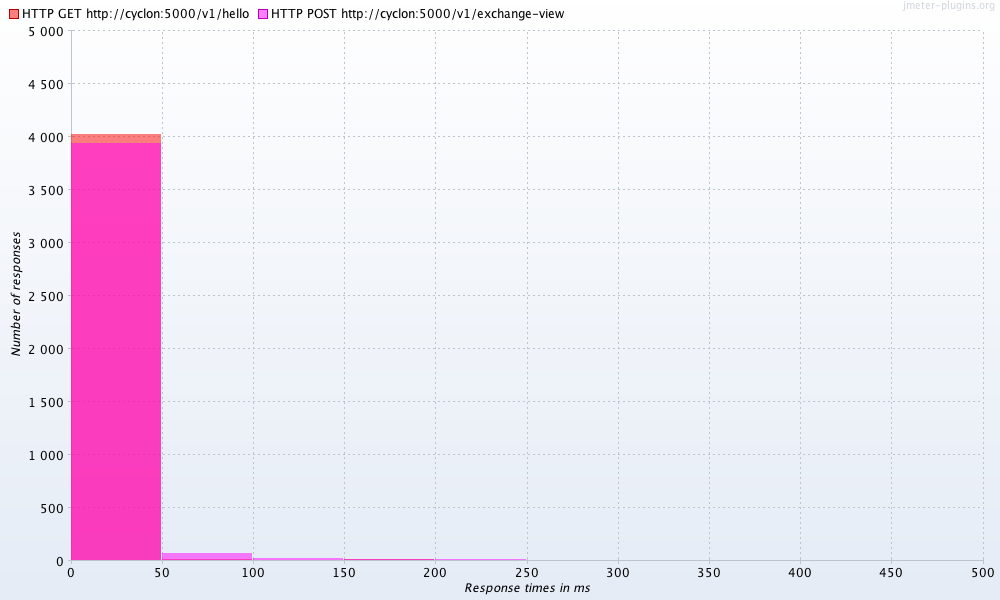 jmeter-plugins.org
HTTP GET http://cyclon:5000/v1/hello HTTP POST http://cyclon:5000/v1/exchange-view
5 000
4 500
4 000
3 500
3 000
2 500
2 000
1 500
1 000
500
0
Number of responses
0 50 100 150 200 250 300 350 400 450 500
Response times in ms